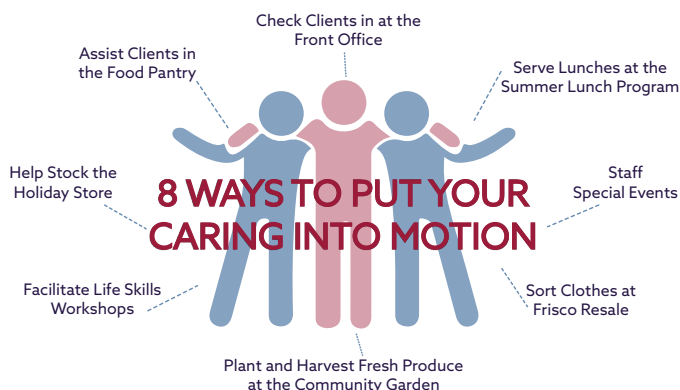 Check Clients in at the
Front Office
Assist Clients in
the Food Pantry
Serve Lunches at the
Summer Lunch Program
Help Stock the
Holiday Store
8 WAYS TO PUT YOUR
CARING INTO MOTION
Staff
Special Events
Facilitate Life Skills
Workshops
Sort Clothes at
Frisco Resale
Plant and Harvest Fresh Produce
at the Community Garden